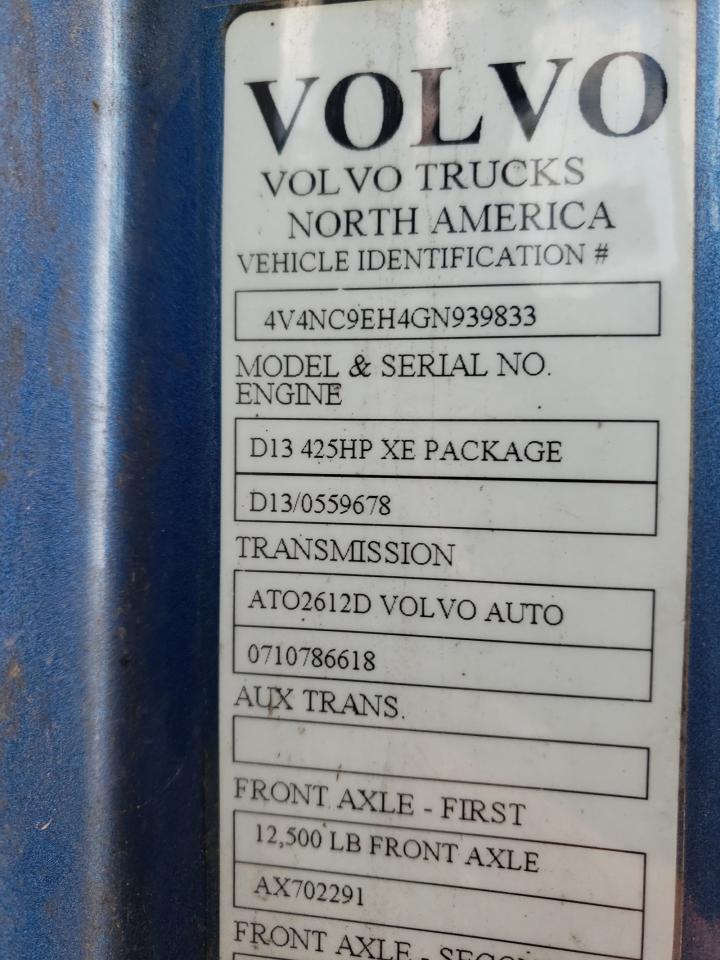 VOLVO
VOLVO TRUCKS
NORTH AMERICA
VEHICLE IDENTIFICATION #
4V4NC9EH4GN939833
MODEL & SERIAL NO.
ENGINE
D13 425HP XE PACKAGE
D13/0559678
TRANSMISSION
ATO2612D VOLVO AUTO
0710786618
AUX TRANS.
FRONT AXLE - FIRST
12,500 LB FRONT AXLE
AX702291
FRONT AXLE -